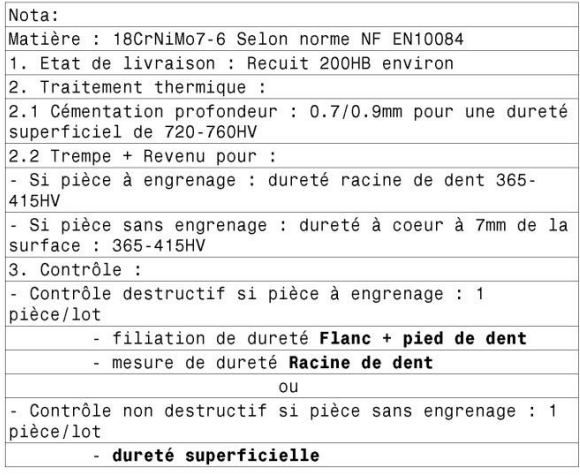 Nota:
Matière : 18CrNiMo7-6 Selon norme NF EN10084
1. Etat de livraison : Recuit 200HB environ
2. Traitement thermique :
2.1 Cémentation profondeur : 0.7/0.9mm pour une dureté
superficiel de 720-760HV
2.2 Trempe + Revenu pour :
- Si pièce à engrenage : dureté racine de dent 365-
415HV
- Si pièce sans engrenage : dureté à coeur à 7mm de la
surface : 365-415HV
3. Contrôle :
- Contrôle destructif si pièce à engrenage : 1
pièce/lot
- filiation de dureté Flanc + pied de dent
- mesure de dureté Racine de dent
ou
- Contrôle non destructif si pièce sans engrenage : 1
pièce/lot
- dureté superficielle